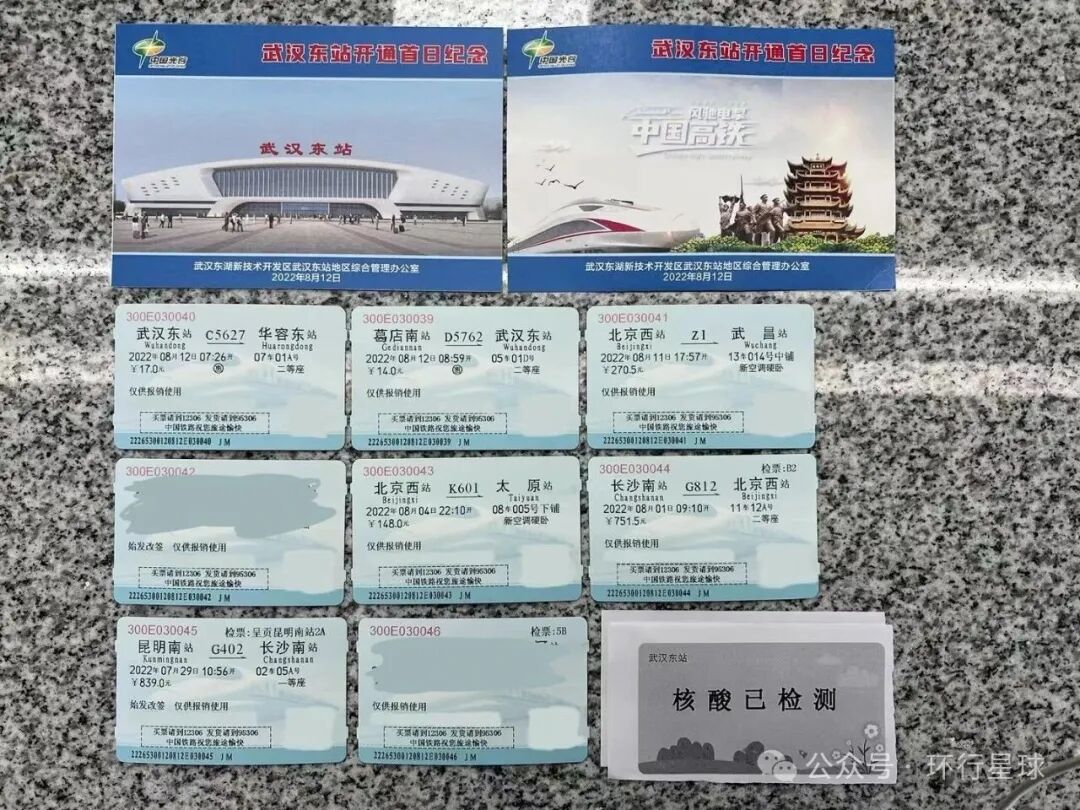 中国光谷
武汉东站开通首日纪念
武汉东站
武汉东湖新技术开发区武汉东站地区综合管理办公室
2022年8月12日
中国光谷
武汉东站开通首日纪念
风驰电掣
中国高铁
武汉东湖新技术开发区武汉东站地区综合管理办公室
2022年8月12日
300E030040
武汉东站 C5627 华容东站
Wuhandong Huarongdong
2022年08月12日07:26开 07车01A号
￥17.0元 售 二等座
仅供报销使用
买票请到12306 发货请到95306
中国铁路祝您旅途愉快
22265300120812E030040 JM
300E030039
葛店南站 D5762 武汉东站
Gediannan Wuhandong
2022年08月12日08:59开 05车01D号
￥14.0元 售 二等座
仅供报销使用
买票请到12306 发货请到95306
中国铁路祝您旅途愉快
22265300120812E030039 JM
300E030041
北京西站 Z1 武昌站
Beijingxi Wuchang
2022年08月11日17:57开 13车014号中铺
￥270.5元 新空调硬卧
仅供报销使用
买票请到12306 发货请到95306
中国铁路祝您旅途愉快
22265300120812E030041 JM
300E030042
始发改签 仅供报销使用
买票请到12306 发货请到95306
中国铁路祝您旅途愉快
22265300120812E030042 JM
300E030043
北京西站 K601 太原站
Beijingxi Taiyuan
2022年08月04日22:10开 08车005号下铺
￥148.0元 新空调硬卧
仅供报销使用
买票请到12306 发货请到95306
中国铁路祝您旅途愉快
22265300120812E030043 JM
300E030044 检票:B2
长沙南站 G812 北京西站
Changshanan Beijingxi
2022年08月01日09:10开 11车12A号
￥751.5元 二等座
仅供报销使用
买票请到12306 发货请到95306
中国铁路祝您旅途愉快
22265300120812E030044 JM
300E030045 检票:呈贡昆明南站2A
昆明南站 G402 长沙南站
Kunmingnan Changshanan
2022年07月29日10:56开 02车05A号
￥839.0元 一等座
始发改签 仅供报销使用
买票请到12306 发货请到95306
中国铁路祝您旅途愉快
22265300120812E030045 JM
300E030046 检票:5B
仅供报销使用
买票请到12306 发货请到95306
中国铁路祝您旅途愉快
22265300120812E030046 JM
武汉东站
核酸已检测
公众号·环行星球